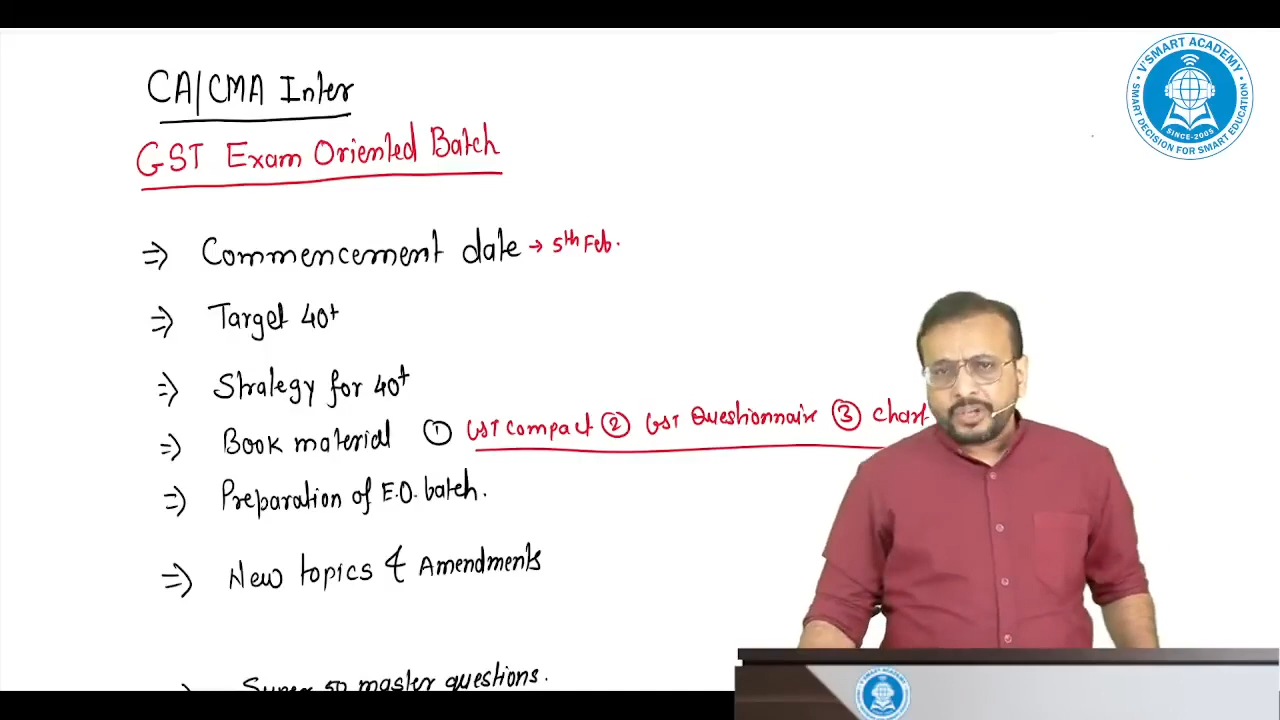 CA/CMA Inter
GST Exam Oriented Batch
⇒ Commencement date → 5th Feb.
⇒ Target 40+
⇒ Strategy for 40+
⇒ Book material ① GST Compact ② GST Questionnaire ③ chart
⇒ Preparation of E.O. batch.
⇒ New topics & Amendments
⇒ Super 50 master questions.
V'SMART ACADEMY
SINCE-2005
SMART DECISION FOR SMART EDUCATION